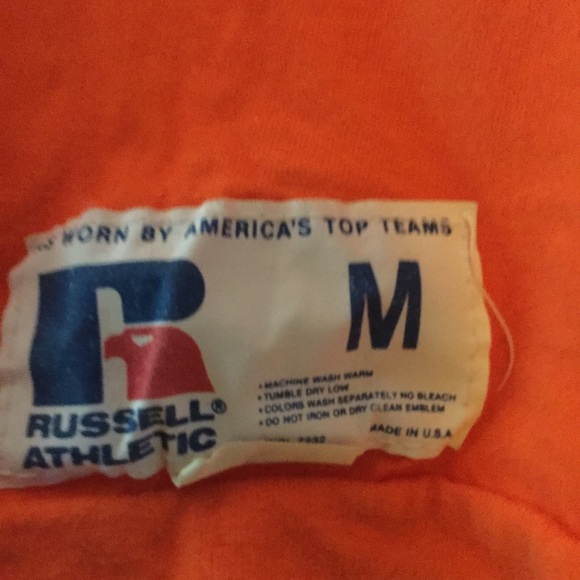 WORN BY AMERICA'S TOP TEAMS
R
M
RUSSELL®
ATHLETIC
• MACHINE WASH WARM
• TUMBLE DRY LOW
• COLORS WASH SEPARATELY NO BLEACH
• DO NOT IRON OR DRY CLEAN EMBLEM
MADE IN U.S.A.